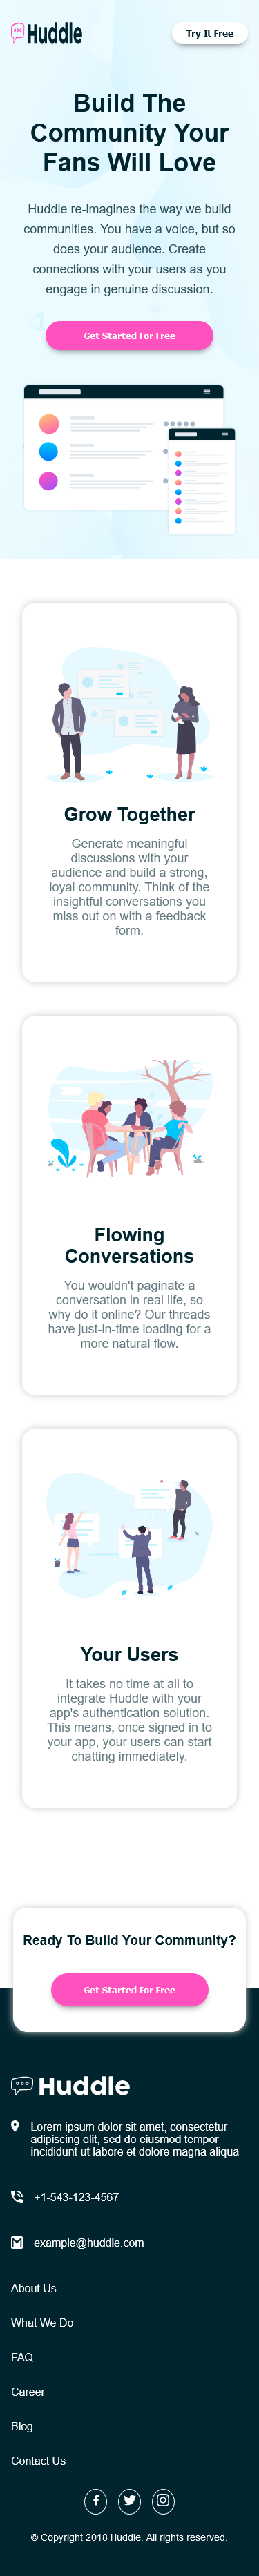 Huddle
Try It Free
Build The
Community Your
Fans Will Love
Huddle re-imagines the way we build
communities. You have a voice, but so
does your audience. Create
connections with your users as you
engage in genuine discussion.
Get Started For Free
Grow Together
Generate meaningful
discussions with your
audience and build a strong,
loyal community. Think of the
insightful conversations you
miss out on with a feedback
form.
Flowing
Conversations
You wouldn't paginate a
conversation in real life, so
why do it online? Our threads
have just-in-time loading for a
more natural flow.
Your Users
It takes no time at all to
integrate Huddle with your
app's authentication solution.
This means, once signed in to
your app, your users can start
chatting immediately.
Ready To Build Your Community?
Get Started For Free
Huddle
Lorem ipsum dolor sit amet, consectetur
adipiscing elit, sed do eiusmod tempor
incididunt ut labore et dolore magna aliqua
+1-543-123-4567
example@huddle.com
About Us
What We Do
FAQ
Career
Blog
Contact Us
© Copyright 2018 Huddle. All rights reserved.